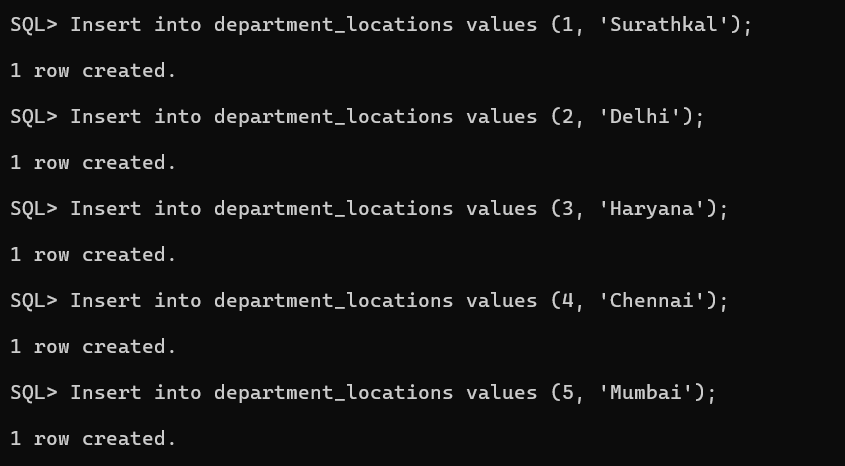 SQL> Insert into department_locations values (1, 'Surathkal');
1 row created.
SQL> Insert into department_locations values (2, 'Delhi');
1 row created.
SQL> Insert into department_locations values (3, 'Haryana');
1 row created.
SQL> Insert into department_locations values (4, 'Chennai');
1 row created.
SQL> Insert into department_locations values (5, 'Mumbai');
1 row created.